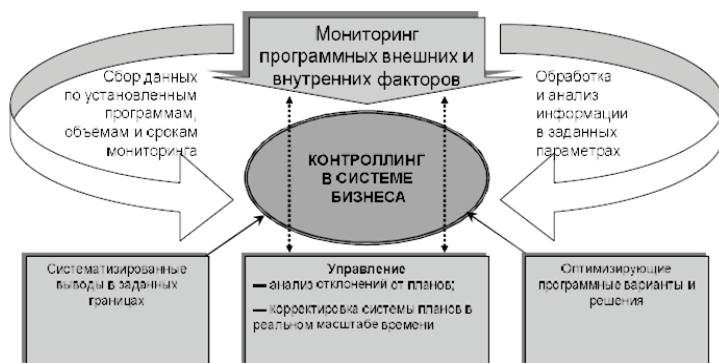 Мониторинг
программных внешних и
внутренних факторов
Сбор данных
по установленным
программам,
объемам и срокам
мониторинга
Обработка
и анализ
информации
в заданных
параметрах
КОНТРОЛЛИНГ
В СИСТЕМЕ
БИЗНЕСА
Систематизированные
выводы в заданных
границах
Управление
— анализ отклонений от планов;
— корректировка системы планов в
реальном масштабе времени
Оптимизирующие
программные варианты и
решения